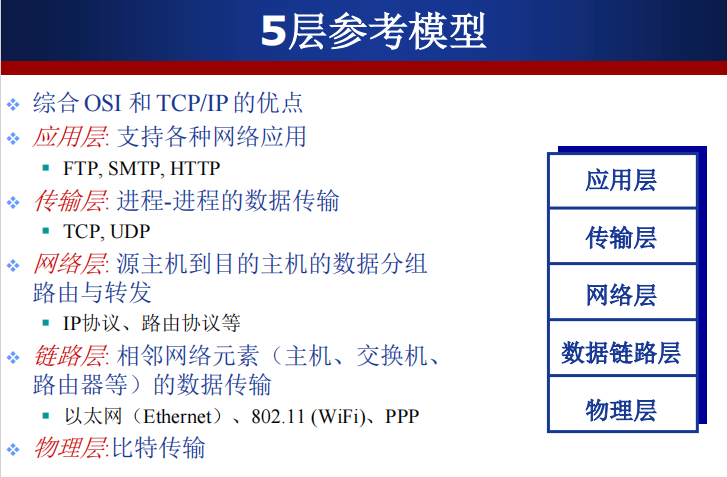 5层参考模型
综合 OSI 和 TCP/IP 的优点
应用层: 支持各种网络应用
FTP, SMTP, HTTP
传输层: 进程-进程的数据传输
TCP, UDP
网络层: 源主机到目的主机的数据分组
路由与转发
IP协议、路由协议等
链路层: 相邻网络元素（主机、交换机、
路由器等）的数据传输
以太网（Ethernet）、802.11 (WiFi)、PPP
物理层:比特传输
应用层
传输层
网络层
数据链路层
物理层